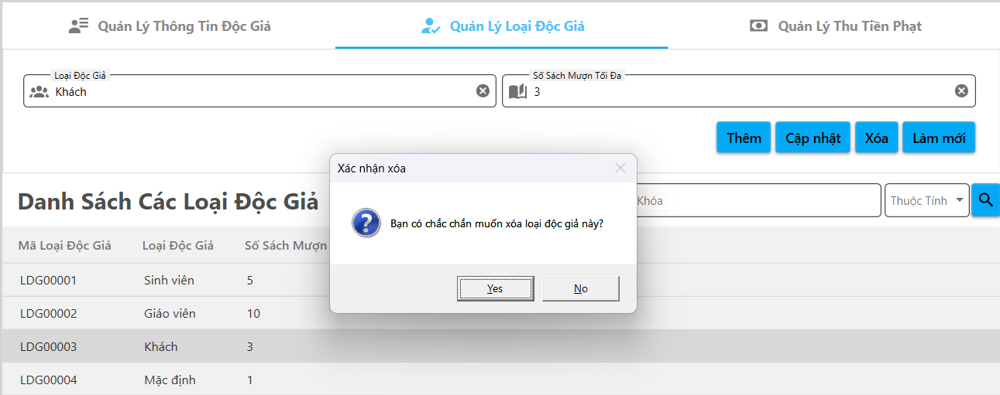 Quản Lý Thông Tin Độc Giả
Quản Lý Loại Độc Giả
Quản Lý Thu Tiền Phạt
Loại Độc Giả
Khách
Số Sách Mượn Tối Đa
3
Thêm
Cập nhật
Xóa
Làm mới
Xác nhận xóa
Bạn có chắc chắn muốn xóa loại độc giả này?
Yes
No
Danh Sách Các Loại Độc Giả
Khóa
Thuộc Tính
Mã Loại Độc Giả Loại Độc Giả Số Sách Mượn
LDG00001 Sinh viên 5
LDG00002 Giáo viên 10
LDG00003 Khách 3
LDG00004 Mặc định 1